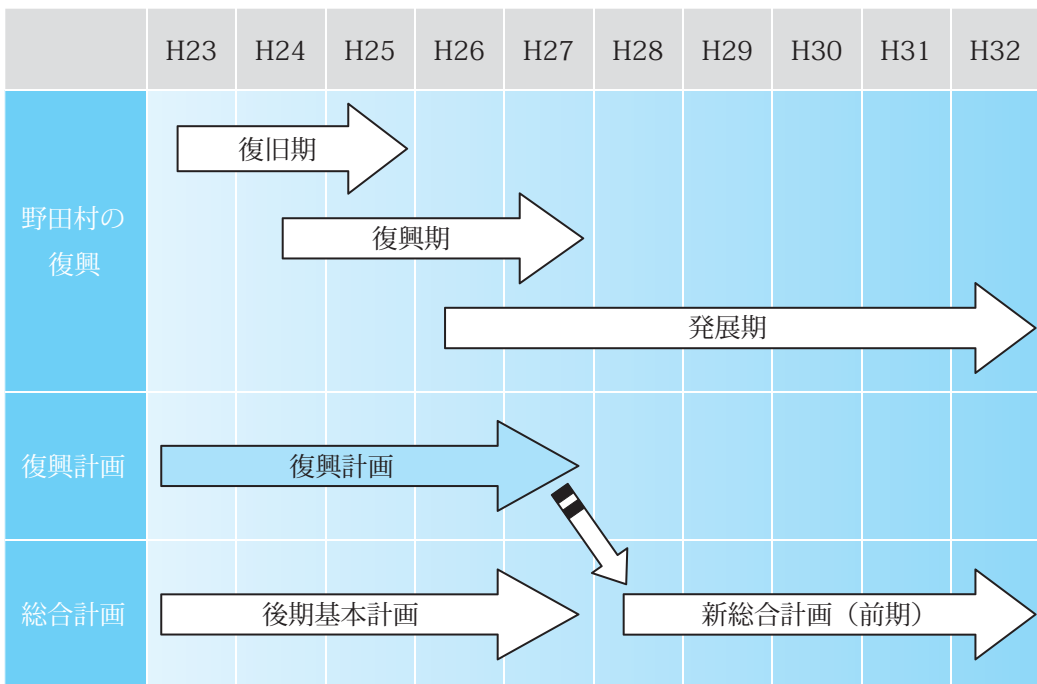 H23 H24 H25 H26 H27 H28 H29 H30 H31 H32
野田村の
復興
復旧期
復興期
発展期
復興計画
復興計画
総合計画
後期基本計画
新総合計画（前期）